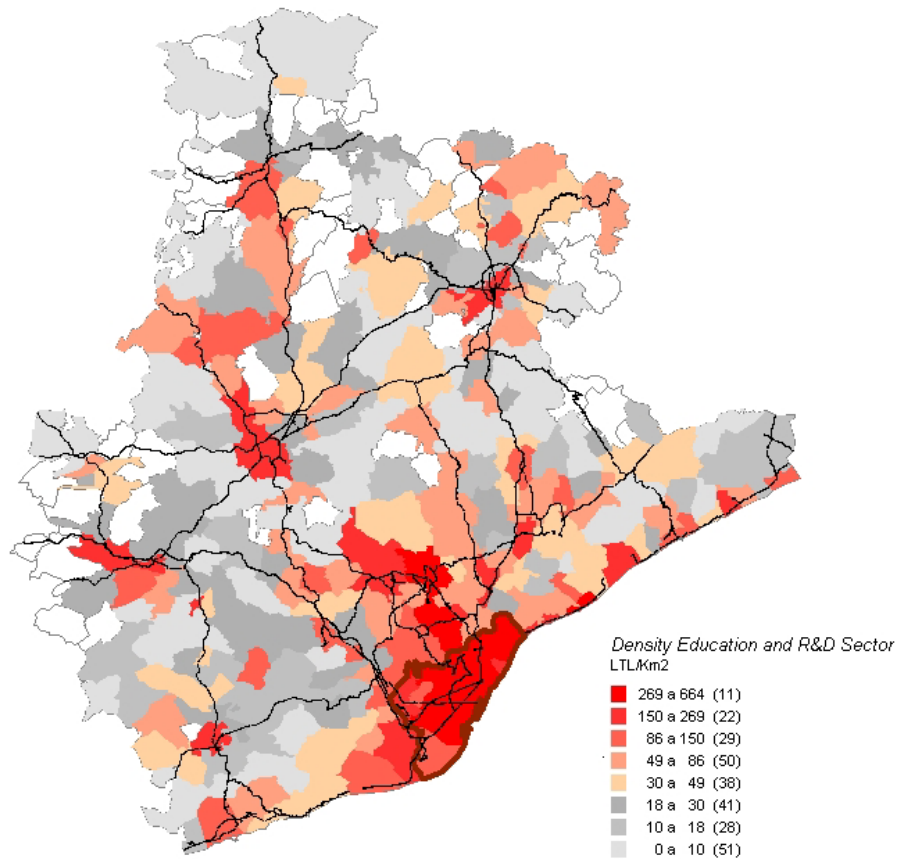 Density Education and R&D Sector
LTL/Km2
269 a 664 (11)
150 a 269 (22)
86 a 150 (29)
49 a 86 (50)
30 a 49 (38)
18 a 30 (41)
10 a 18 (28)
0 a 10 (51)